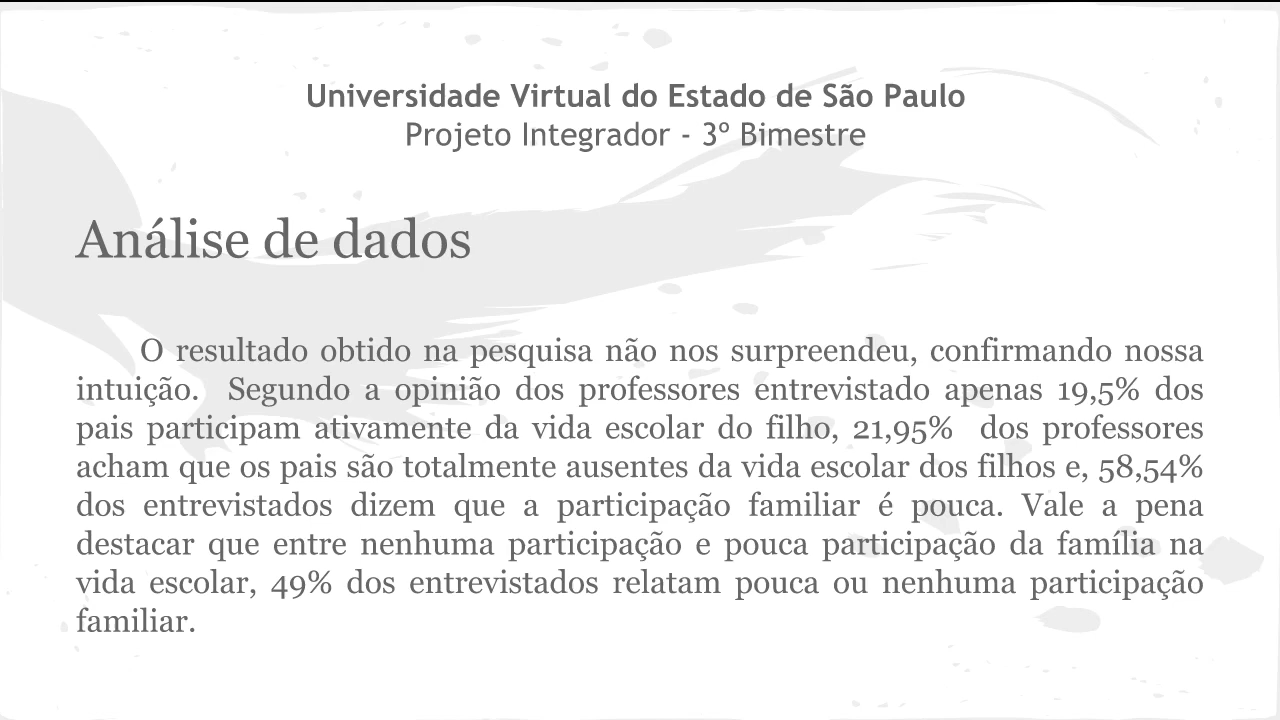 Universidade Virtual do Estado de São Paulo
Projeto Integrador - 3º Bimestre
Análise de dados
O resultado obtido na pesquisa não nos surpreendeu, confirmando nossa
intuição. Segundo a opinião dos professores entrevistado apenas 19,5% dos
pais participam ativamente da vida escolar do filho, 21,95% dos professores
acham que os pais são totalmente ausentes da vida escolar dos filhos e, 58,54%
dos entrevistados dizem que a participação familiar é pouca. Vale a pena
destacar que entre nenhuma participação e pouca participação da família na
vida escolar, 49% dos entrevistados relatam pouca ou nenhuma participação
familiar.